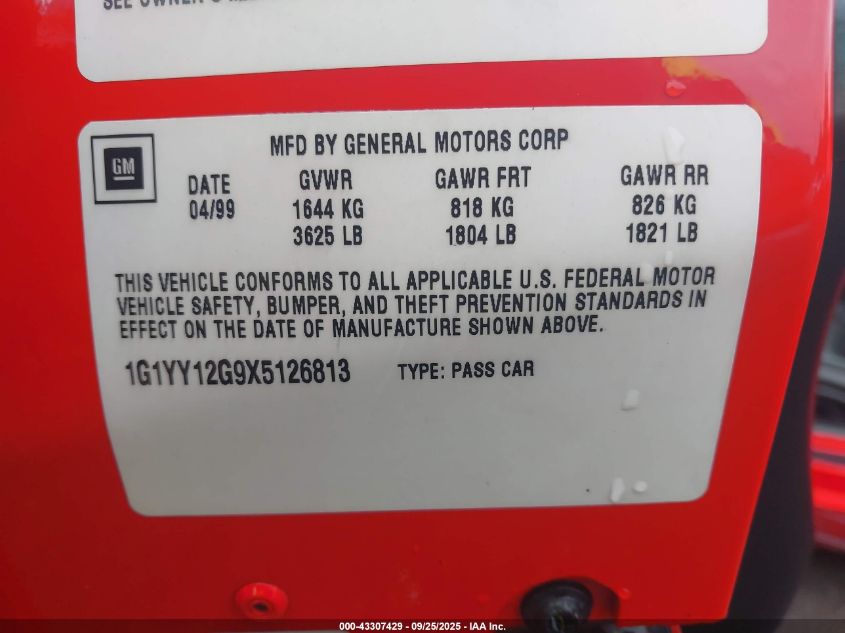 SEE OWNER'S
MFD BY GENERAL MOTORS CORP
GM
DATE GVWR GAWR FRT GAWR RR
04/99 1644 KG 818 KG 826 KG
3625 LB 1804 LB 1821 LB
THIS VEHICLE CONFORMS TO ALL APPLICABLE U.S. FEDERAL MOTOR
VEHICLE SAFETY, BUMPER, AND THEFT PREVENTION STANDARDS IN
EFFECT ON THE DATE OF MANUFACTURE SHOWN ABOVE.
1G1YY12G9X5126813 TYPE: PASS CAR
000-43307429 - 09/25/2025 - IAA Inc.